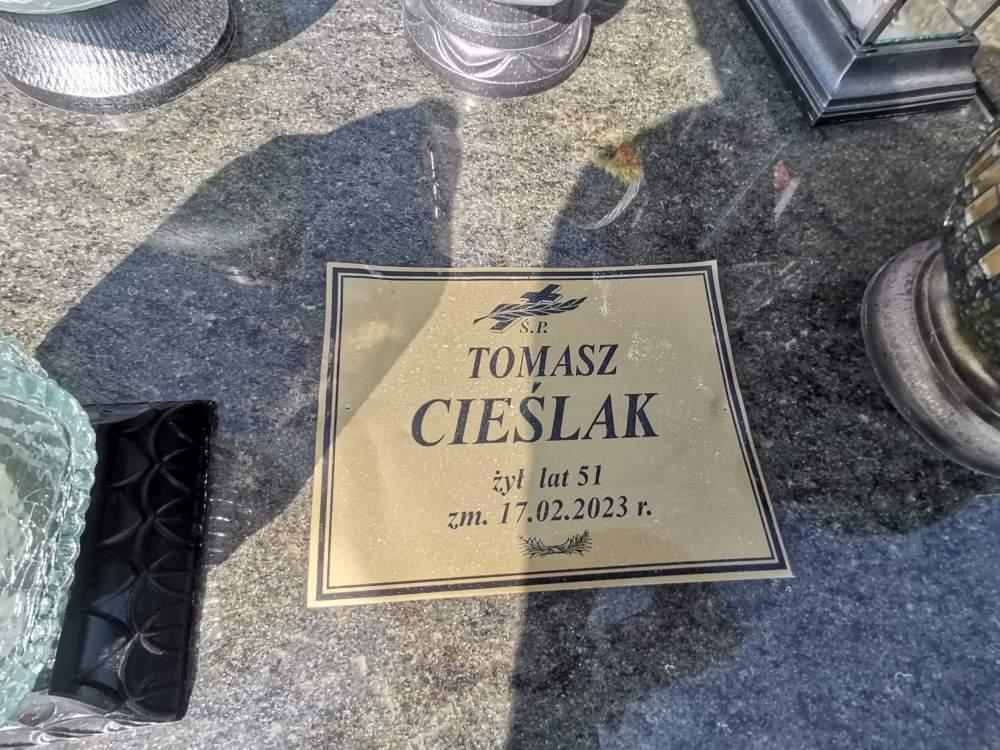 Ś.P.
TOMASZ
CIEŚLAK
żył lat 51
zm. 17.02.2023 r.